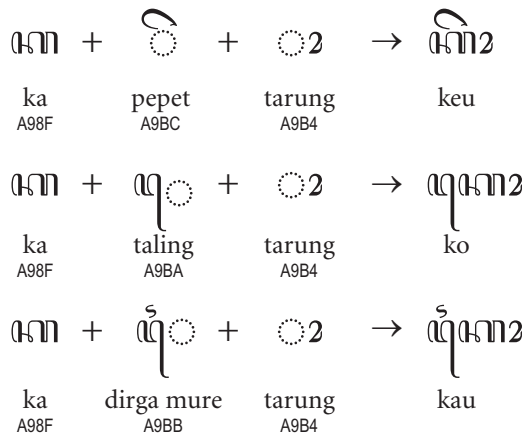 ꦏ + ◌ꦼ + ◌ꦴ → ꦏꦼꦴ
ka pepet tarung keu
A98F A9BC A9B4
ꦏ + ꦺ◌ + ◌ꦴ → ꦏꦺꦴ
ka taling tarung ko
A98F A9BA A9B4
ꦏ + ꦻ◌ + ◌ꦴ → ꦏꦻꦴ
ka dirga mure tarung kau
A98F A9BB A9B4